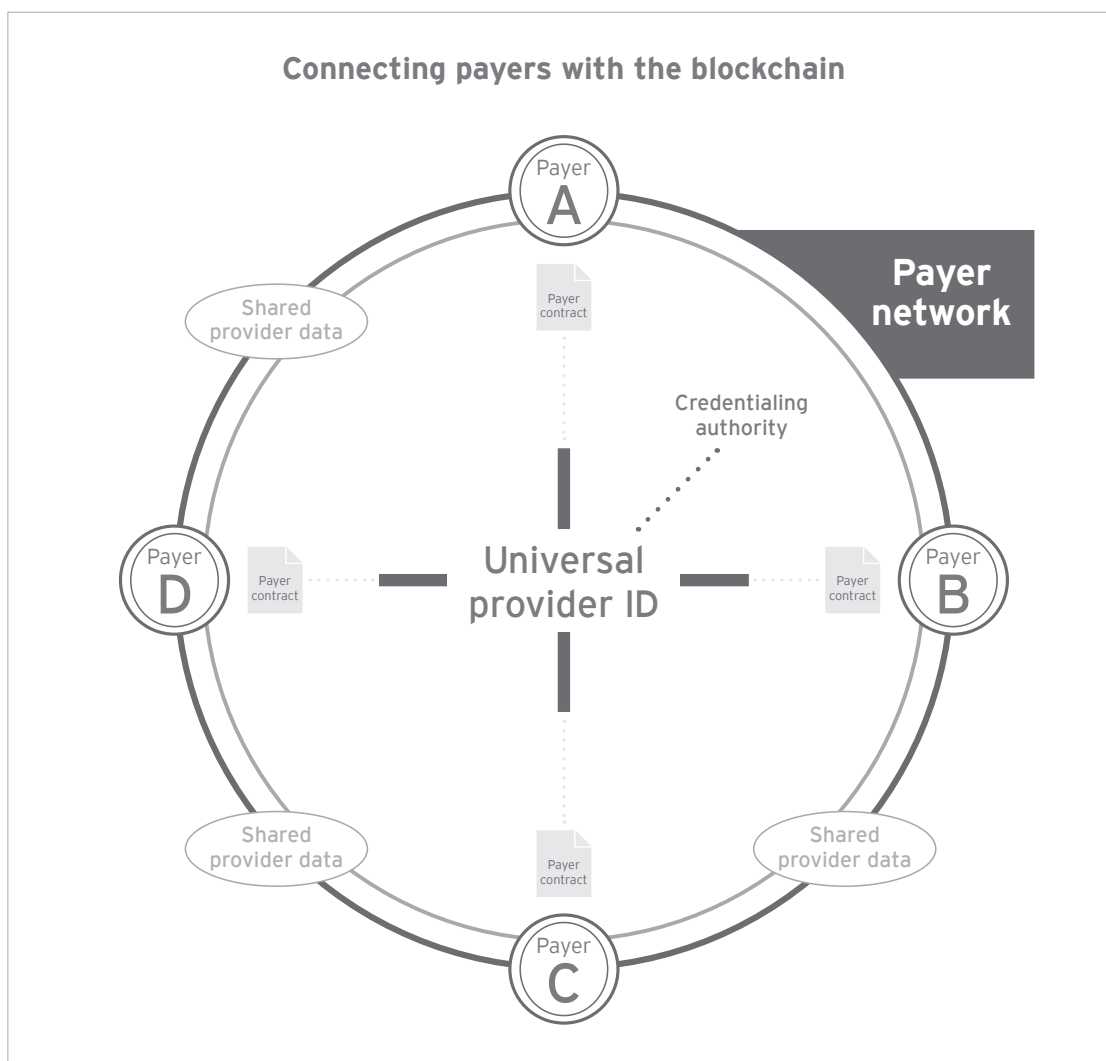 Connecting payers with the blockchain
Payer
A
Payer
network
Payer
contract
Shared
provider data
Credentialing
authority
Payer
D
Payer
contract
Universal
provider ID
Payer
contract
Payer
B
Shared
provider data
Payer
contract
Shared
provider data
Payer
C